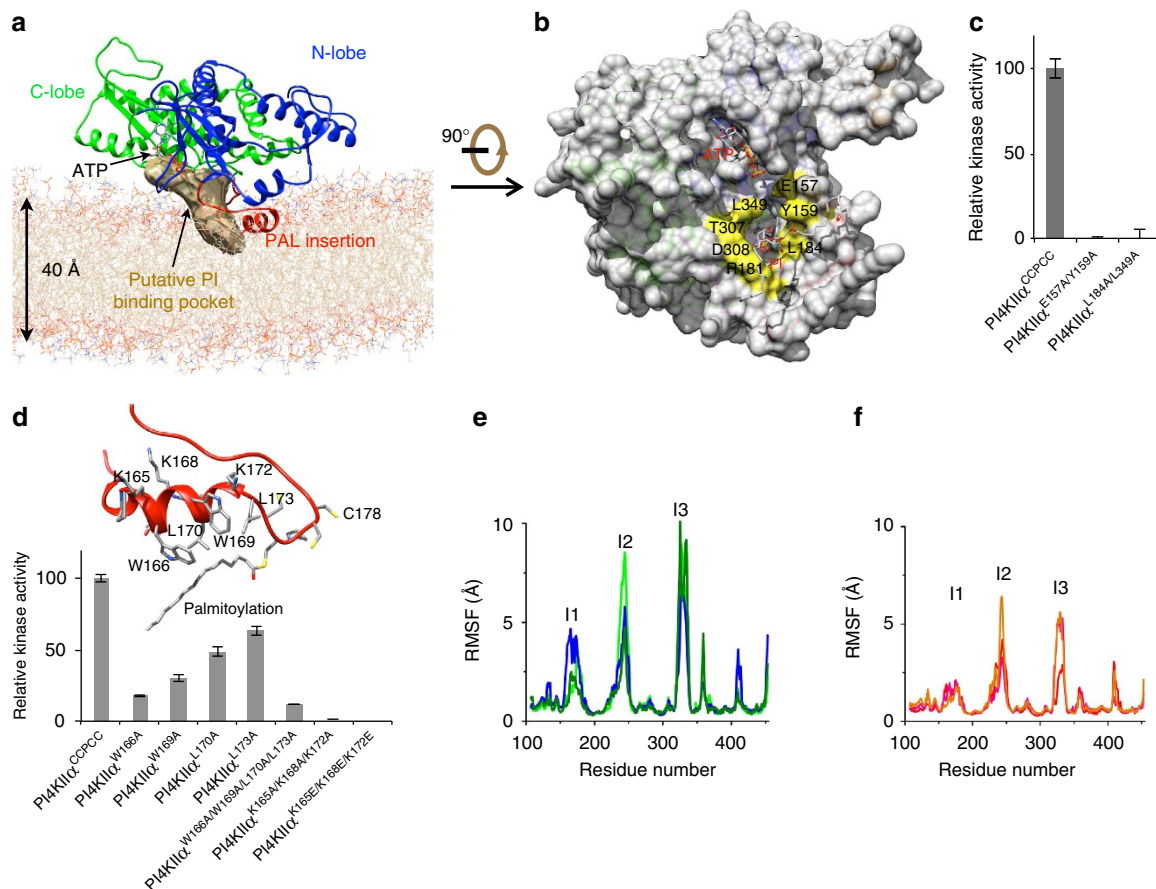 a
N-lobe
C-lobe
ATP
PAL insertion
40 Å
Putative PI
binding pocket
90°
b
ATP
E157
L349
Y159
T307
D308
L184
R181
PI
c
Relative kinase activity
100
50
0
PI4KIIα^CCPCC
PI4KIIα^E157A/Y159A
PI4KIIα^L184A/L349A
d
K165
K168
K172
L173
C178
L170
W169
W166
Palmitoylation
Relative kinase activity
100
50
0
PI4KIIα^CCPCC
PI4KIIα^W166A
PI4KIIα^W169A
PI4KIIα^L170A
PI4KIIα^L173A
PI4KIIα^W166A/W169A/L170A/L173A
PI4KIIα^K165A/K168A/K172A
PI4KIIα^K165E/K168E/K172E
e
RMSF (Å)
10
5
0
I1
I2
I3
100 200 300 400
Residue number
f
RMSF (Å)
10
5
0
I1
I2
I3
100 200 300 400
Residue number